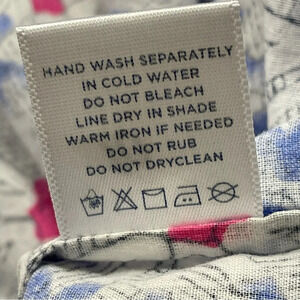 HAND WASH SEPARATELY
IN COLD WATER
DO NOT BLEACH
LINE DRY IN SHADE
WARM IRON IF NEEDED
DO NOT RUB
DO NOT DRYCLEAN